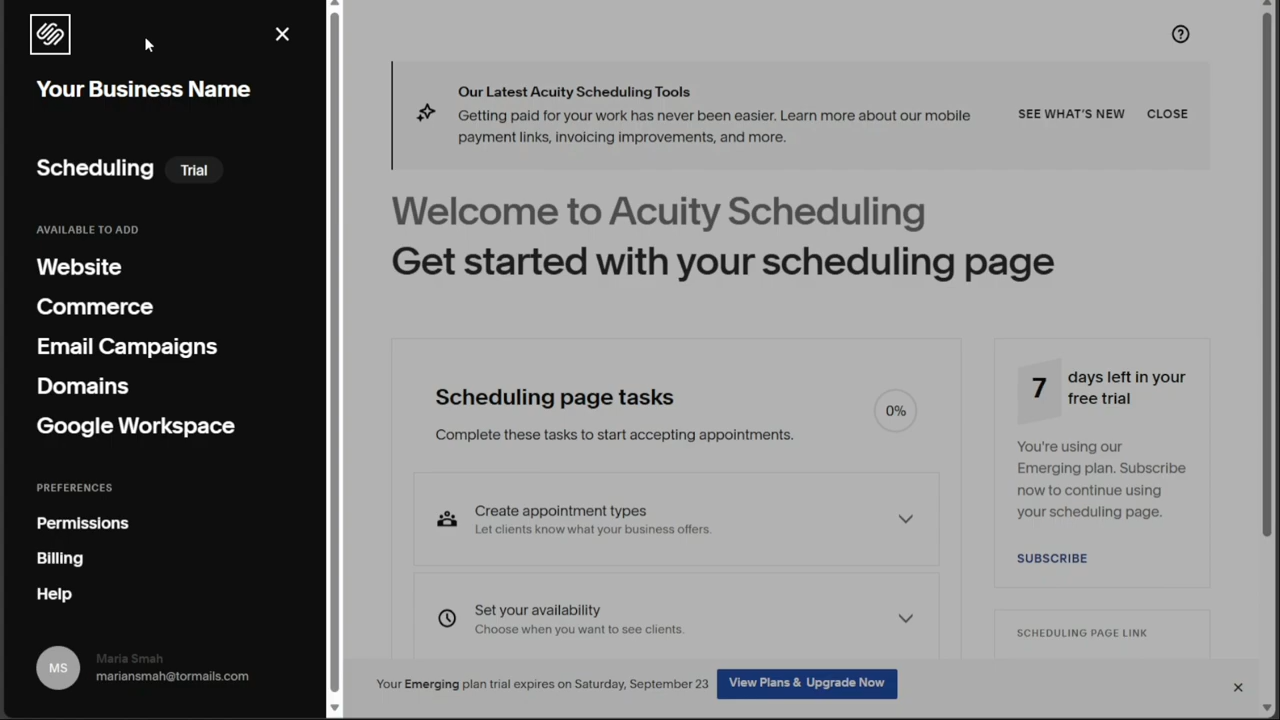 Your Business Name
Scheduling Trial
AVAILABLE TO ADD
Website
Commerce
Email Campaigns
Domains
Google Workspace
PREFERENCES
Permissions
Billing
Help
MS
Maria Smah
mariansmah@tormails.com
Our Latest Acuity Scheduling Tools
Getting paid for your work has never been easier. Learn more about our mobile
payment links, invoicing improvements, and more.
SEE WHAT'S NEW CLOSE
Welcome to Acuity Scheduling
Get started with your scheduling page
Scheduling page tasks
Complete these tasks to start accepting appointments.
0%
Create appointment types
Let clients know what your business offers.
Set your availability
Choose when you want to see clients.
7 days left in your
free trial
You're using our
Emerging plan. Subscribe
now to continue using
your scheduling page.
SUBSCRIBE
SCHEDULING PAGE LINK
Your Emerging plan trial expires on Saturday, September 23 View Plans & Upgrade Now